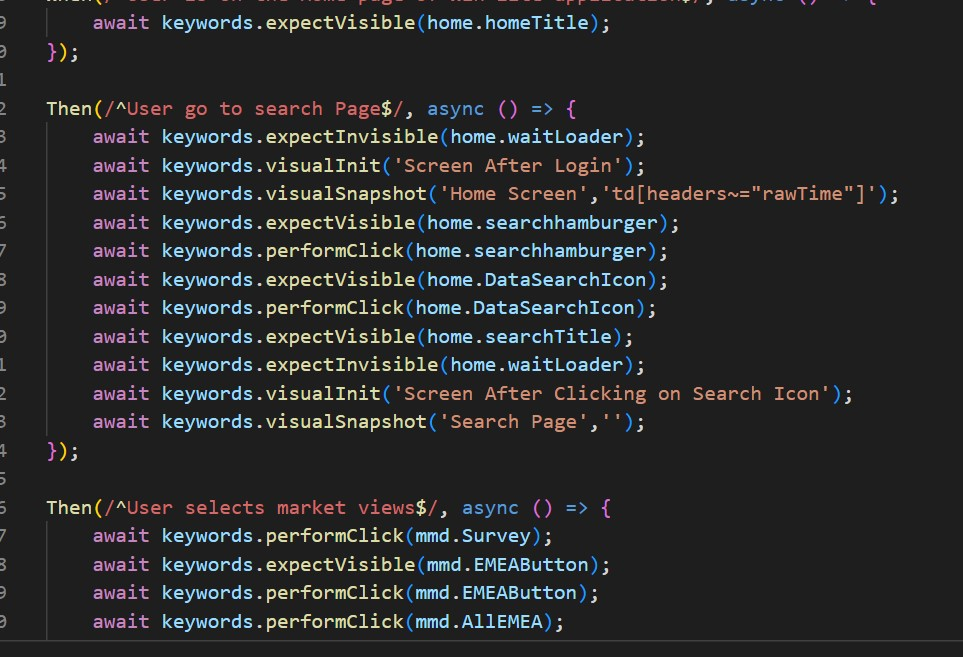 await keywords.expectVisible(home.homeTitle);
});

Then(/^User go to search Page$/, async () => {
    await keywords.expectInvisible(home.waitLoader);
    await keywords.visualInit('Screen After Login');
    await keywords.visualSnapshot('Home Screen','td[headers~="rawTime"]');
    await keywords.expectVisible(home.searchhamburger);
    await keywords.performClick(home.searchhamburger);
    await keywords.expectVisible(home.DataSearchIcon);
    await keywords.performClick(home.DataSearchIcon);
    await keywords.expectVisible(home.searchTitle);
    await keywords.expectInvisible(home.waitLoader);
    await keywords.visualInit('Screen After Clicking on Search Icon');
    await keywords.visualSnapshot('Search Page','');
});

Then(/^User selects market views$/, async () => {
    await keywords.performClick(mmd.Survey);
    await keywords.expectVisible(mmd.EMEAButton);
    await keywords.performClick(mmd.EMEAButton);
    await keywords.performClick(mmd.AllEMEA);